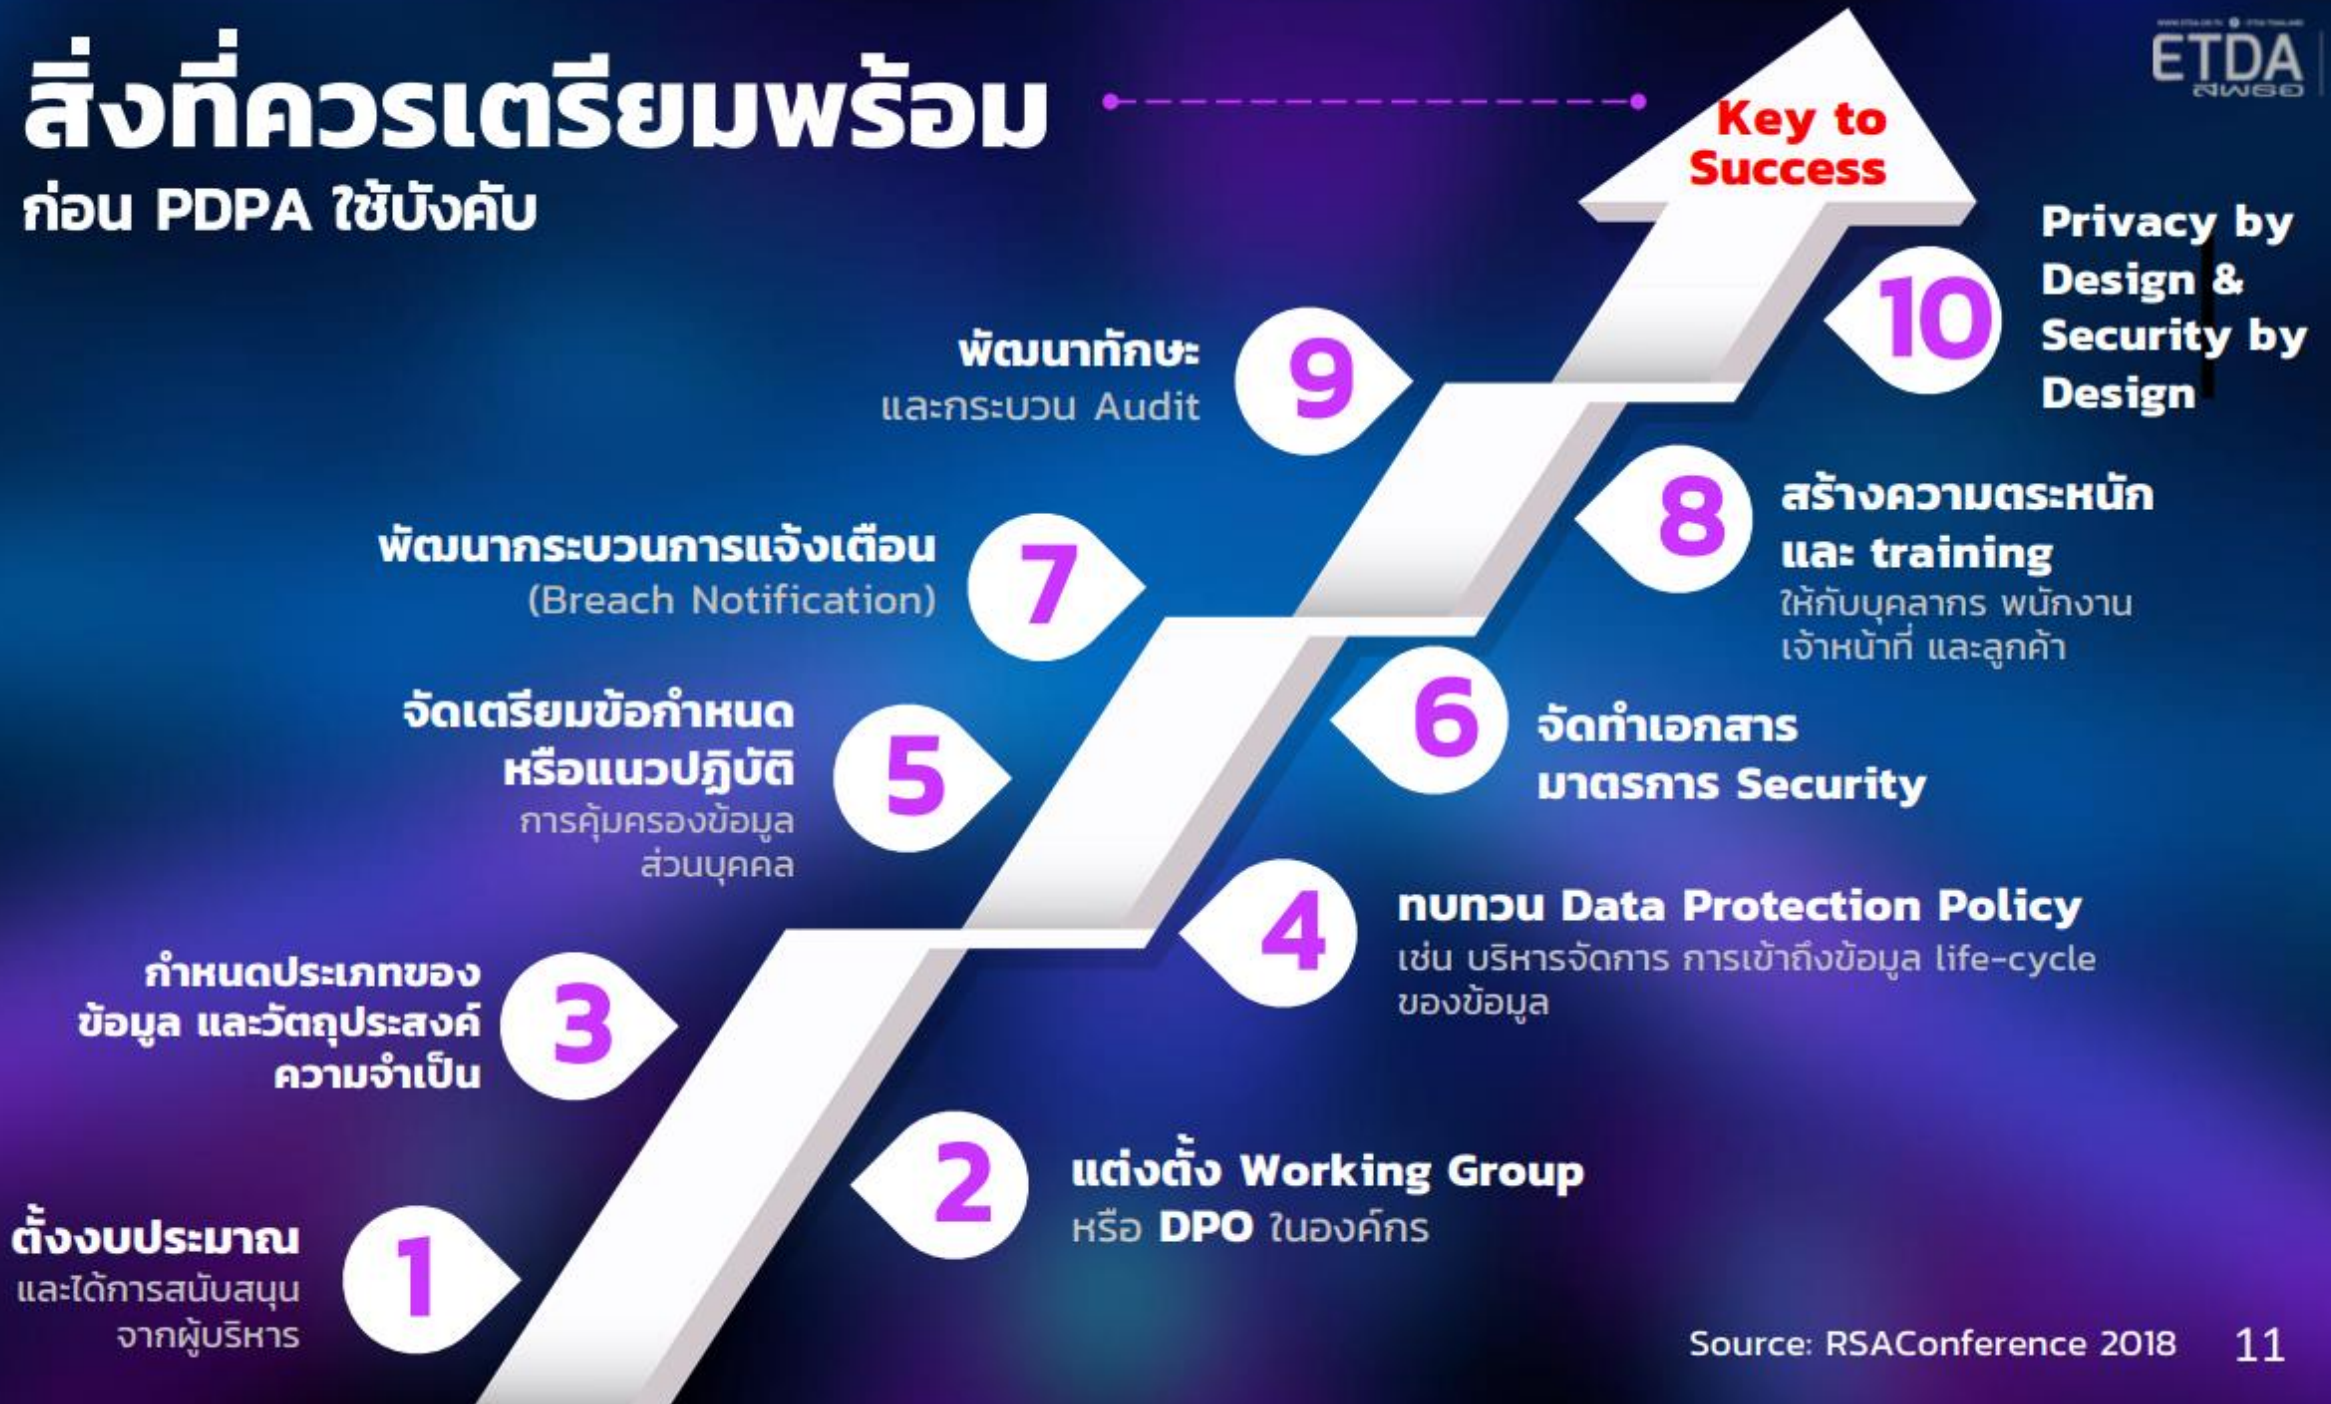 สิ่งที่ควรเตรียมพร้อม
ก่อน PDPA ใช้บังคับ
ETDA
สพธอ
Key to
Success
1
ตั้งงบประมาณ
และได้การสนับสนุน
จากผู้บริหาร
2
แต่งตั้ง Working Group
หรือ DPO ในองค์กร
3
กำหนดประเภทของ
ข้อมูล และวัตถุประสงค์
ความจำเป็น
4
ทบทวน Data Protection Policy
เช่น บริหารจัดการ การเข้าถึงข้อมูล life-cycle
ของข้อมูล
5
จัดเตรียมข้อกำหนด
หรือแนวปฏิบัติ
การคุ้มครองข้อมูล
ส่วนบุคคล
6
จัดทำเอกสาร
มาตรการ Security
7
พัฒนากระบวนการแจ้งเตือน
(Breach Notification)
8
สร้างความตระหนัก
และ training
ให้กับบุคลากร พนักงาน
เจ้าหน้าที่ และลูกค้า
9
พัฒนาทักษะ
และกระบวน Audit
10
Privacy by
Design &
Security by
Design
Source: RSAConference 2018
11